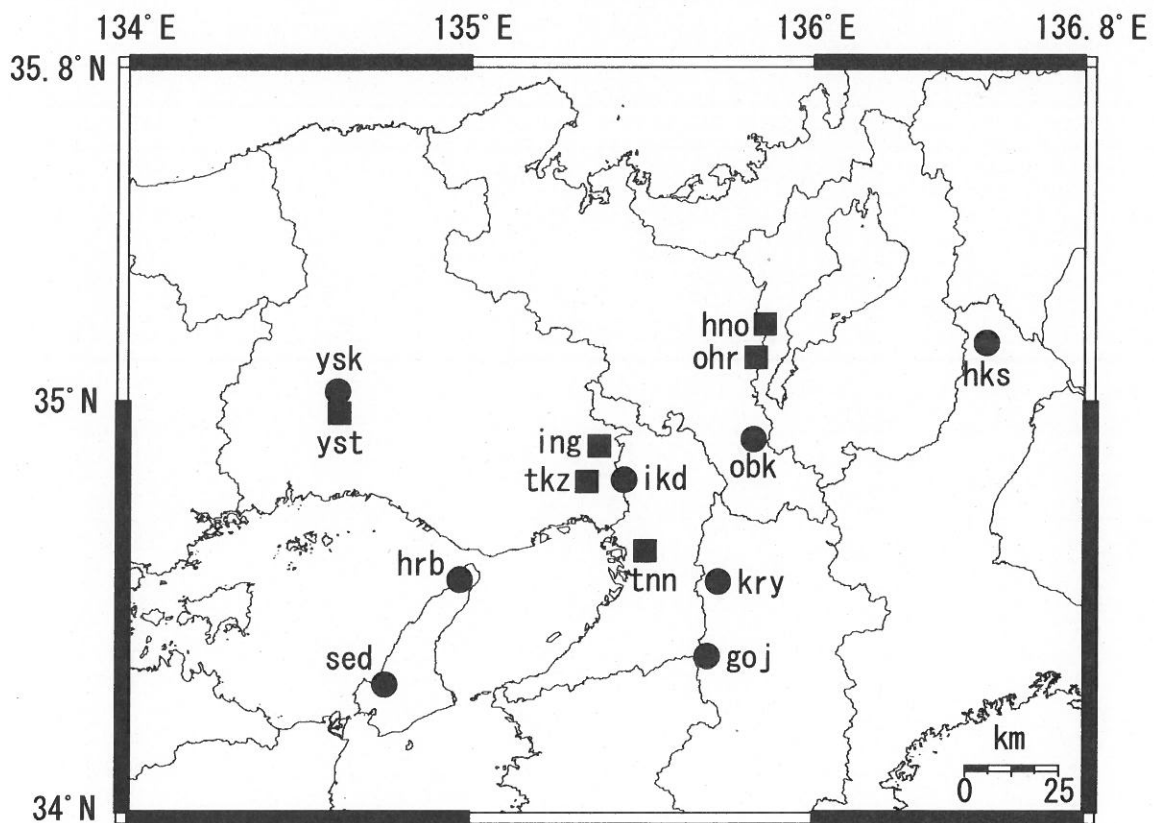 134°E 135°E 136°E 136.8°E
35.8°N
hno
ohr
ysk
hks
35°N
yst
ing
obk
tkz
ikd
hrb
tnn
kry
sed
goj
km
34°N
0 25